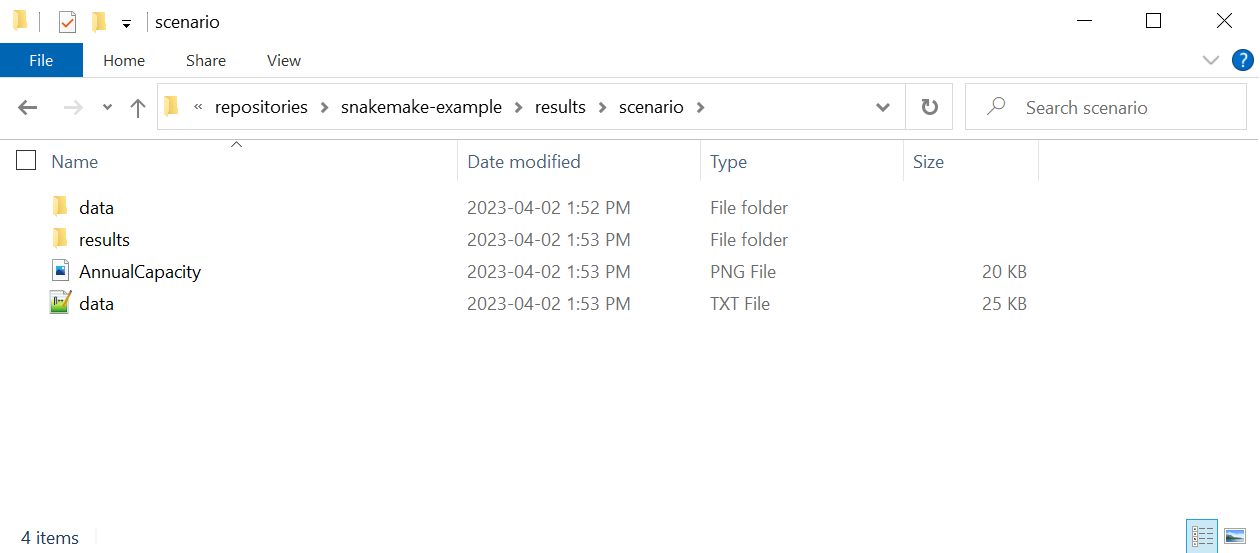 scenario
File Home Share View ?
« repositories > snakemake-example > results > scenario > Search scenario
Name Date modified Type Size
data 2023-04-02 1:52 PM File folder
results 2023-04-02 1:53 PM File folder
AnnualCapacity 2023-04-02 1:53 PM PNG File 20 KB
data 2023-04-02 1:53 PM TXT File 25 KB
4 items